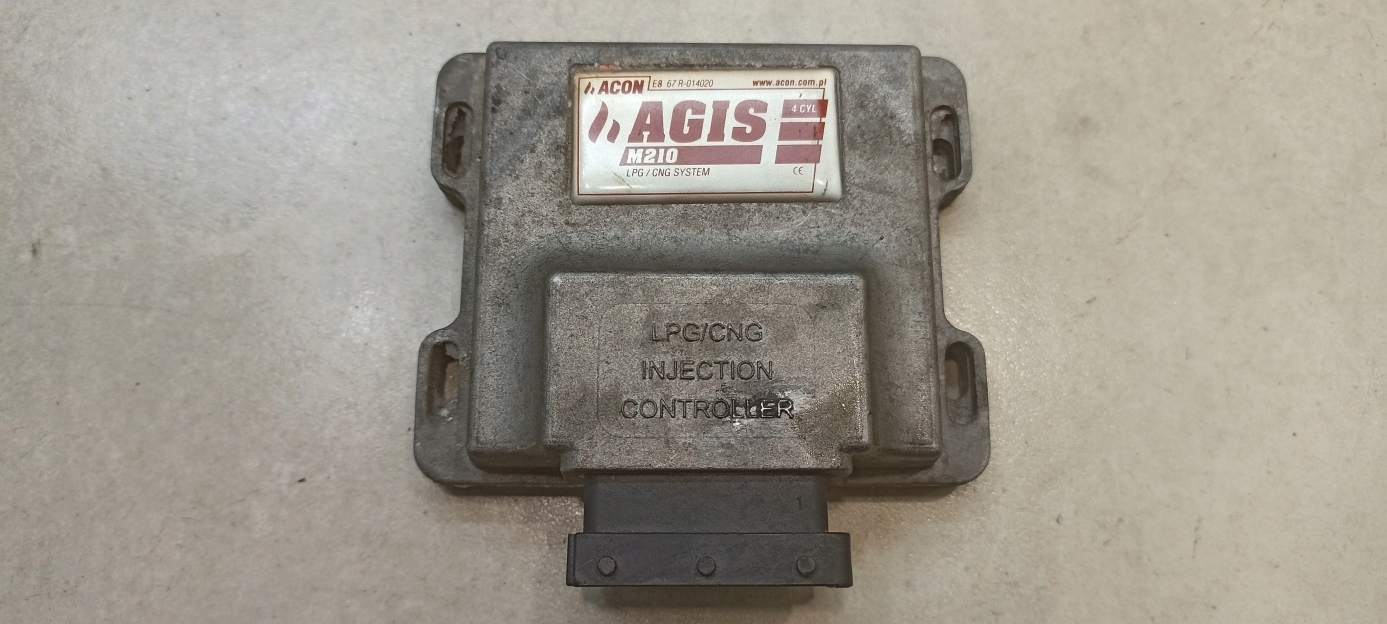 ACON E8 67 R-014020 www.acon.com.pl
AGIS 4 CYL
M210
LPG / CNG SYSTEM CE
LPG/CNG
INJECTION
CONTROLLER
1